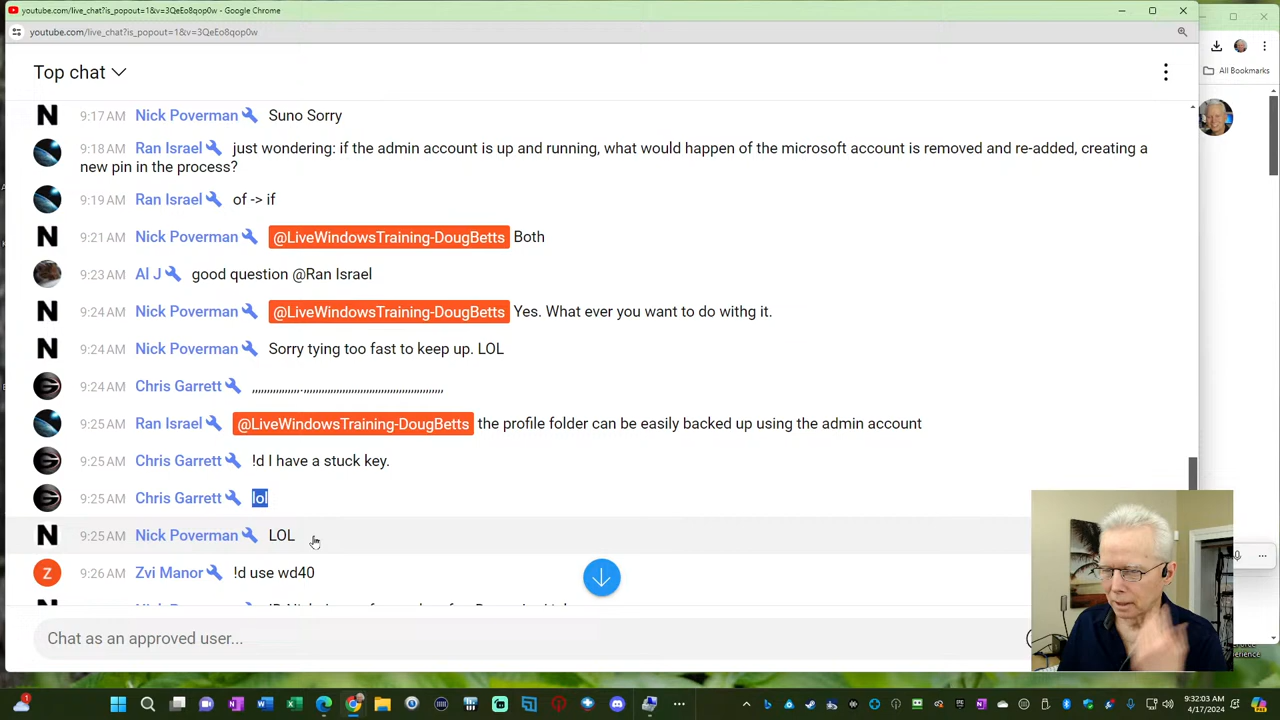 youtube.com/live_chat?is_popout=1&v=3QeEo8qop0w - Google Chrome
youtube.com/live_chat?is_popout=1&v=3QeEo8qop0w
All Bookmarks
Top chat
N 9:17 AM Nick Poverman Suno Sorry
9:18 AM Ran Israel just wondering: if the admin account is up and running, what would happen of the microsoft account is removed and re-added, creating a
new pin in the process?
9:19 AM Ran Israel of -> if
N 9:21 AM Nick Poverman @LiveWindowsTraining-DougBetts Both
9:23 AM Al J good question @Ran Israel
N 9:24 AM Nick Poverman @LiveWindowsTraining-DougBetts Yes. What ever you want to do withg it.
N 9:24 AM Nick Poverman Sorry tying too fast to keep up. LOL
G 9:24 AM Chris Garrett ,,,,,,,,,,,,,,,,.,,,,,,,,,,,,,,,,,,,,,,,,,,,,,,,,,,,,,,,,,,,,,,
9:25 AM Ran Israel @LiveWindowsTraining-DougBetts the profile folder can be easily backed up using the admin account
G 9:25 AM Chris Garrett !d I have a stuck key.
G 9:25 AM Chris Garrett lol
N 9:25 AM Nick Poverman LOL
Z 9:26 AM Zvi Manor !d use wd40
Chat as an approved user...
1
9:32:03 AM
4/17/2024